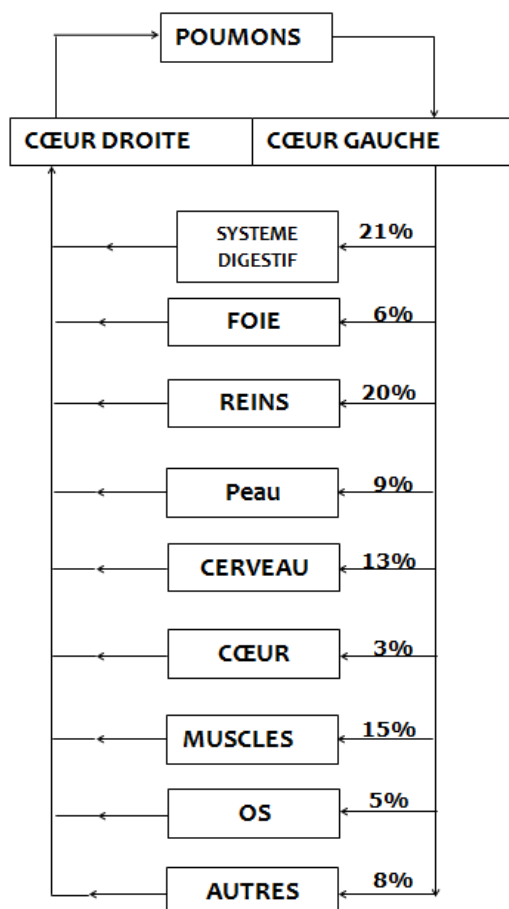 POUMONS
CŒUR DROITE
CŒUR GAUCHE
SYSTEME
DIGESTIF
21%
FOIE
6%
REINS
20%
Peau
9%
CERVEAU
13%
CŒUR
3%
MUSCLES
15%
OS
5%
AUTRES
8%